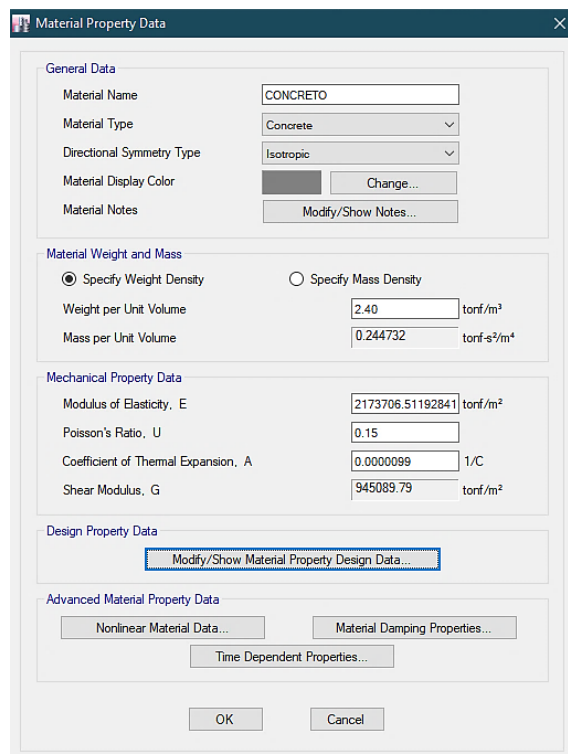 Material Property Data
General Data
Material Name CONCRETO
Material Type Concrete
Directional Symmetry Type Isotropic
Material Display Color Change...
Material Notes Modify/Show Notes...
Material Weight and Mass
Specify Weight Density Specify Mass Density
Weight per Unit Volume 2.40 tonf/m³
Mass per Unit Volume 0.244732 tonf-s²/m⁴
Mechanical Property Data
Modulus of Elasticity, E 2173706.51192841 tonf/m²
Poisson's Ratio, U 0.15
Coefficient of Thermal Expansion, A 0.0000099 1/C
Shear Modulus, G 945089.79 tonf/m²
Design Property Data
Modify/Show Material Property Design Data...
Advanced Material Property Data
Nonlinear Material Data... Material Damping Properties...
Time Dependent Properties...
OK Cancel